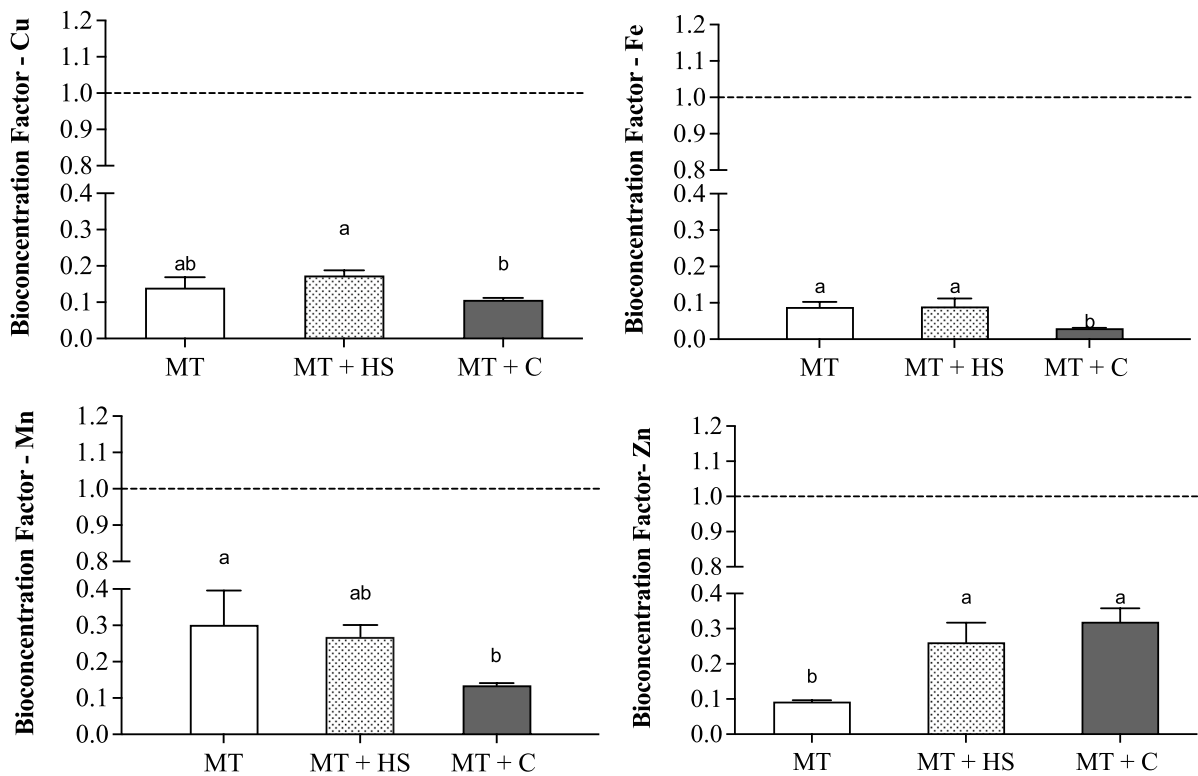 Bioconcentration Factor - Cu
1.2
1.1
1.0
0.9
0.8
0.4
0.3
0.2
0.1
0.0
ab
a
b
MT
MT + HS
MT + C
Bioconcentration Factor - Fe
1.2
1.1
1.0
0.9
0.8
0.4
0.3
0.2
0.1
0.0
a
a
b
MT
MT + HS
MT + C
Bioconcentration Factor - Mn
1.2
1.1
1.0
0.9
0.8
0.4
0.3
0.2
0.1
0.0
a
ab
b
MT
MT + HS
MT + C
Bioconcentration Factor- Zn
1.2
1.1
1.0
0.9
0.8
0.4
0.3
0.2
0.1
0.0
b
a
a
MT
MT + HS
MT + C